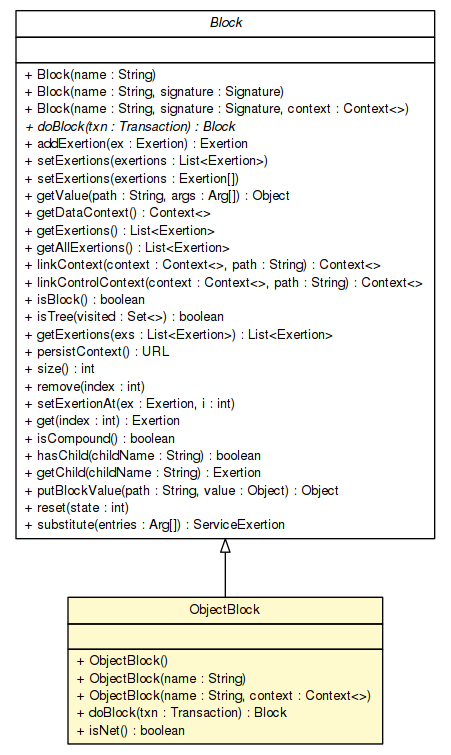 Block
+ Block(name : String)
+ Block(name : String, signature : Signature)
+ Block(name : String, signature : Signature, context : Context<>)
+ doBlock(txn : Transaction) : Block
+ addExertion(ex : Exertion) : Exertion
+ setExertions(exertions : List<Exertion>)
+ setExertions(exertions : Exertion[])
+ getValue(path : String, args : Arg[]) : Object
+ getDataContext() : Context<>
+ getExertions() : List<Exertion>
+ getAllExertions() : List<Exertion>
+ linkContext(context : Context<>, path : String) : Context<>
+ linkControlContext(context : Context<>, path : String) : Context<>
+ isBlock() : boolean
+ isTree(visited : Set<>) : boolean
+ getExertions(exs : List<Exertion>) : List<Exertion>
+ persistContext() : URL
+ size() : int
+ remove(index : int)
+ setExertionAt(ex : Exertion, i : int)
+ get(index : int) : Exertion
+ isCompound() : boolean
+ hasChild(childName : String) : boolean
+ getChild(childName : String) : Exertion
+ putBlockValue(path : String, value : Object) : Object
+ reset(state : int)
+ substitute(entries : Arg[]) : ServiceExertion
ObjectBlock
+ ObjectBlock()
+ ObjectBlock(name : String)
+ ObjectBlock(name : String, context : Context<>)
+ doBlock(txn : Transaction) : Block
+ isNet() : boolean